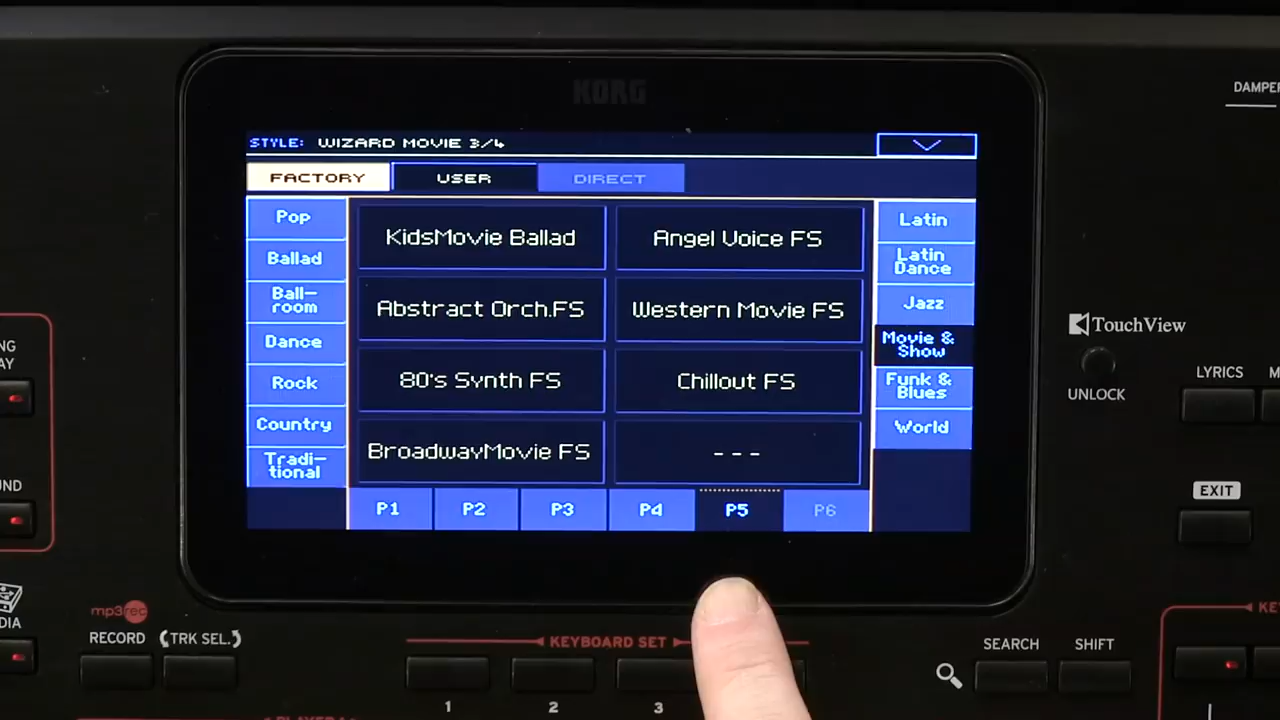 KORG
DAMPER
STYLE: WIZARD MOVIE 3/4
FACTORY
USER
DIRECT
Pop
Ballad
Ball-
room
Dance
Rock
Country
Tradi-
tional
KidsMovie Ballad
Angel Voice FS
Abstract Orch.FS
Western Movie FS
80's Synth FS
Chillout FS
BroadwayMovie FS
---
Latin
Latin
Dance
Jazz
Movie &
Show
Funk &
Blues
World
P1
P2
P3
P4
P5
P6
TouchView
UNLOCK
LYRICS
EXIT
mp3rec
RECORD
TRK SEL.
KEYBOARD SET
1
2
3
SEARCH
SHIFT